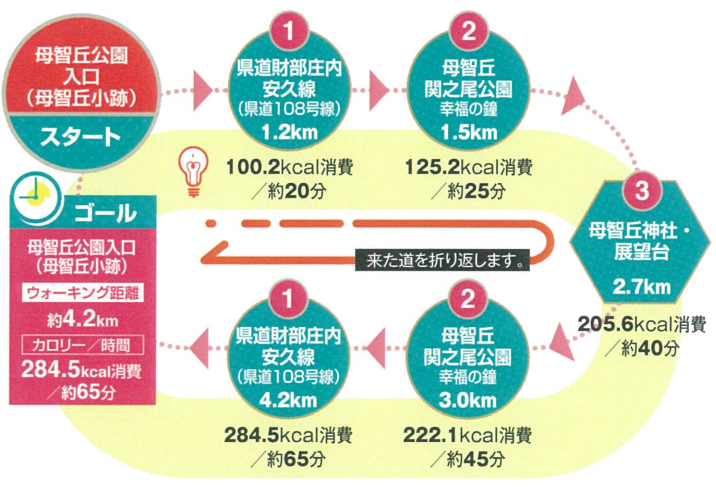 母智丘公園
入口
(母智丘小跡)
スタート
1
県道財部庄内
安久線
(県道108号線)
1.2km
100.2kcal消費
／約20分
2
母智丘
関之尾公園
幸福の鐘
1.5km
125.2kcal消費
／約25分
3
母智丘神社・
展望台
2.7km
205.6kcal消費
／約40分
来た道を折り返します。
2
母智丘
関之尾公園
幸福の鐘
3.0km
222.1kcal消費
／約45分
1
県道財部庄内
安久線
(県道108号線)
4.2km
284.5kcal消費
／約65分
ゴール
母智丘公園入口
(母智丘小跡)
ウォーキング距離
約4.2km
カロリー／時間
284.5kcal消費
／約65分